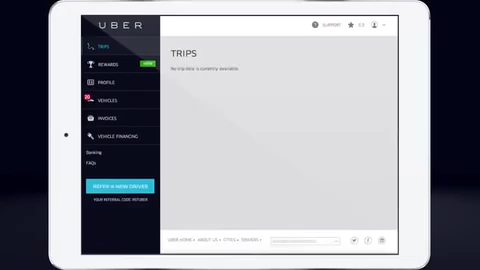 UBER
SUPPORT
TRIPS
TRIPS
No trip data is currently available.
REWARDS
NEW
PROFILE
20
VEHICLES
INVOICES
VEHICLE FINANCING
Banking
FAQs
REFER A NEW DRIVER
YOUR REFERRAL CODE:
UBER HOME
ABOUT US
CITIES